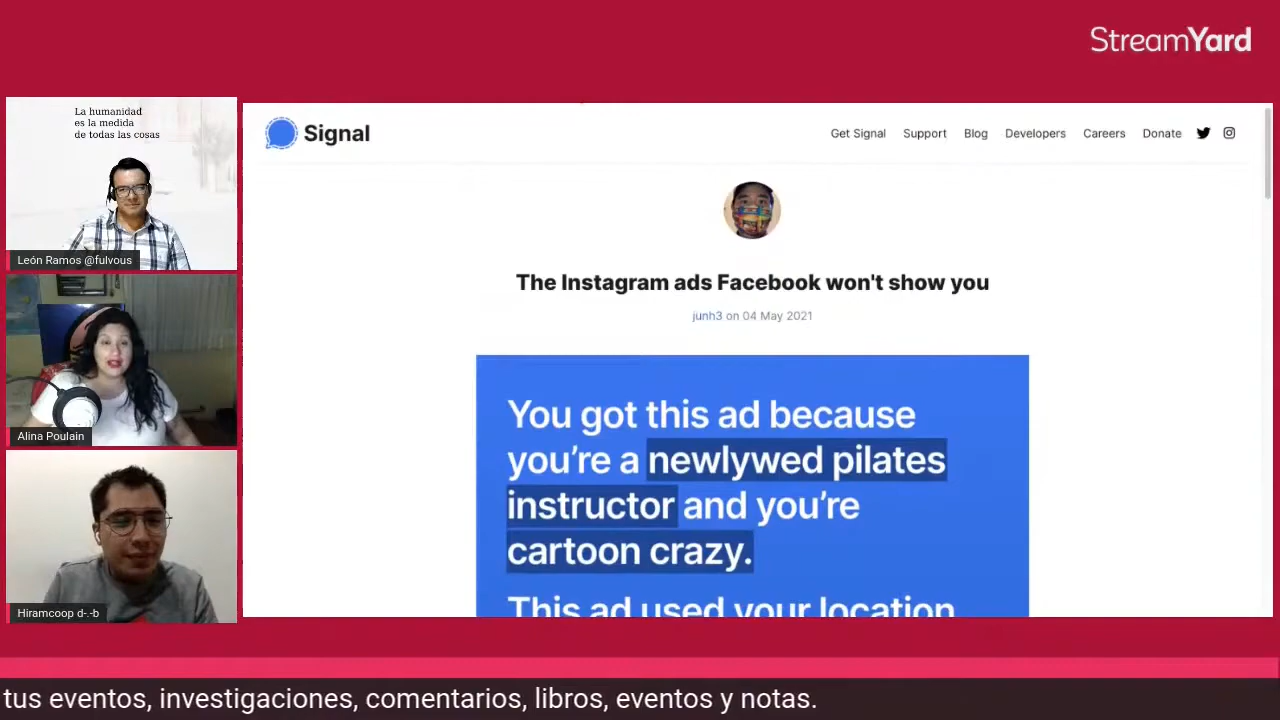 StreamYard
La humanidad
es la medida
de todas las cosas
León Ramos @fulvous
Alina Poulain
Hiramcoop d-.-b
Signal
Get Signal Support Blog Developers Careers Donate
The Instagram ads Facebook won't show you
junh3 on 04 May 2021
You got this ad because
you’re a newlywed pilates
instructor and you’re
cartoon crazy.
This ad used your location
tus eventos, investigaciones, comentarios, libros, eventos y notas.